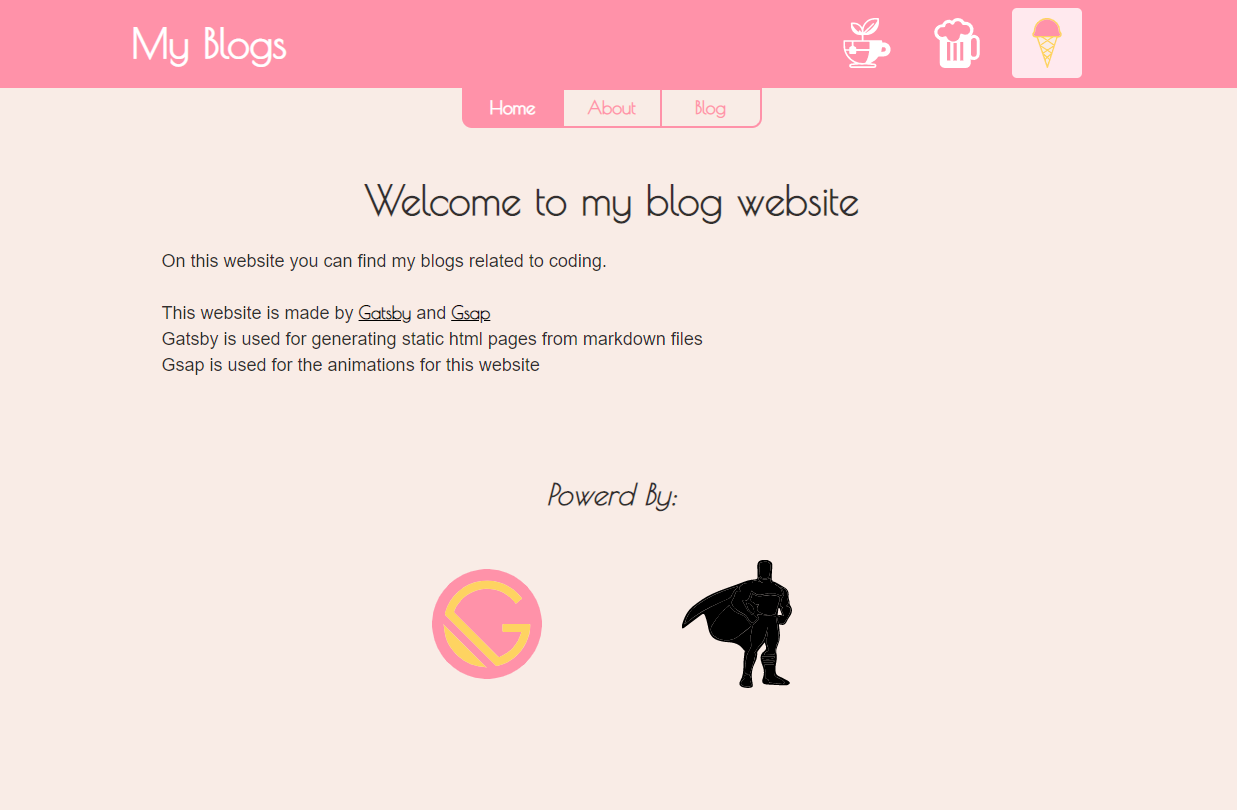 My Blogs
Home About Blog
Welcome to my blog website
On this website you can find my blogs related to coding.
This website is made by Gatsby and Gsap
Gatsby is used for generating static html pages from markdown files
Gsap is used for the animations for this website
Powerd By: